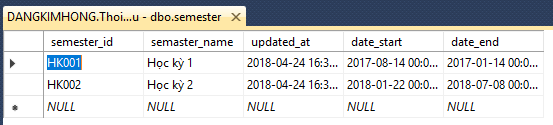 DANGKIMHONG.Thoi...u - dbo.semester
semester_id semaster_name updated_at date_start date_end
HK001 Học kỳ 1 2018-04-24 16:3... 2017-08-14 00:0... 2017-01-14 00:0...
HK002 Học kỳ 2 2018-04-24 16:3... 2018-01-22 00:0... 2018-07-08 00:0...
NULL NULL NULL NULL NULL